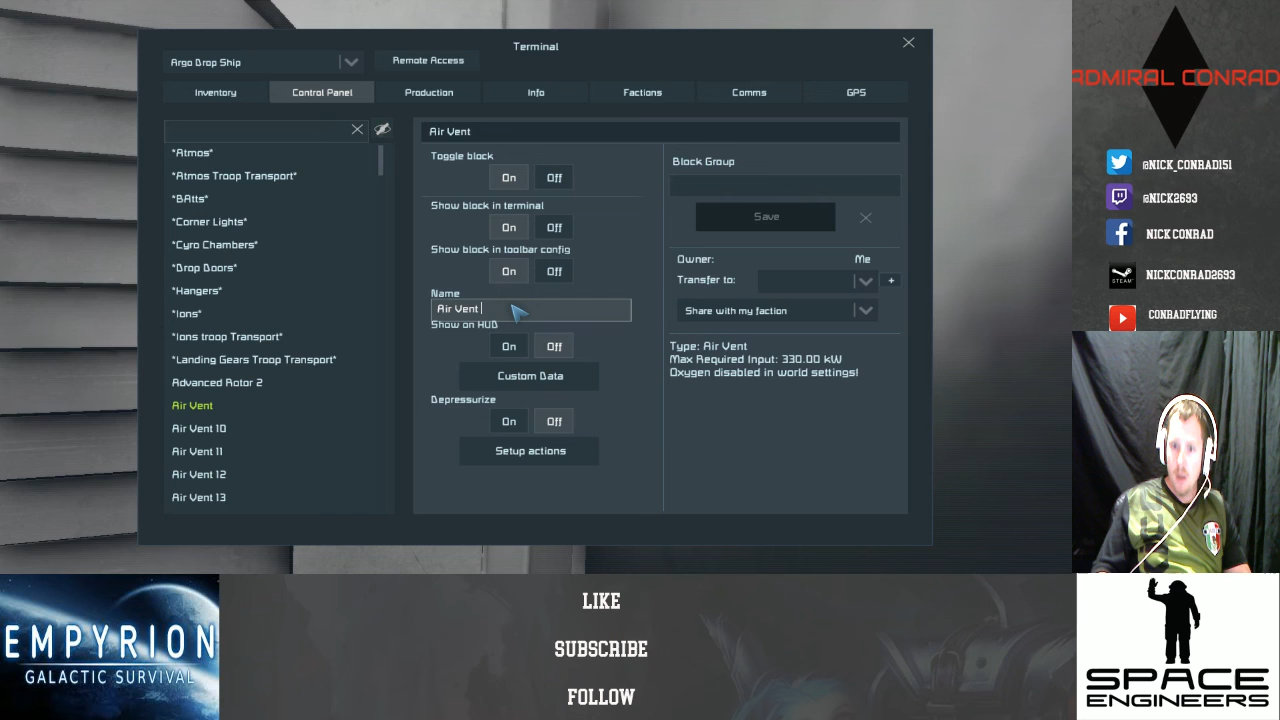 Terminal
Argo Drop Ship
Remote Access
Inventory
Control Panel
Production
Info
Factions
Comms
GPS
*Atmos*
*Atmos Troop Transport*
*BAtts*
*Corner Lights*
*Cyro Chambers*
*Drop Doors*
*Hangers*
*Ions*
*Ions troop Transport*
*Landing Gears Troop Transport*
Advanced Rotor 2
Air Vent
Air Vent 10
Air Vent 11
Air Vent 12
Air Vent 13
Air Vent
Toggle block
On Off
Show block in terminal
On Off
Show block in toolbar config
On Off
Name
Air Vent
Show on HUD
On Off
Custom Data
Depressurize
On Off
Setup actions
Block Group
Save
Owner: Me
Transfer to:
+
Share with my faction
Type: Air Vent
Max Required Input: 330.00 kW
Oxygen disabled in world settings!
ADMIRAL CONRAD
@NICK_CONRAD151
@NICK2693
NICK CONRAD
STEAM
NICKCONRAD2693
CONRADFLYING
EMPYRION
GALACTIC SURVIVAL
LIKE
SUBSCRIBE
FOLLOW
SPACE
ENGINEERS